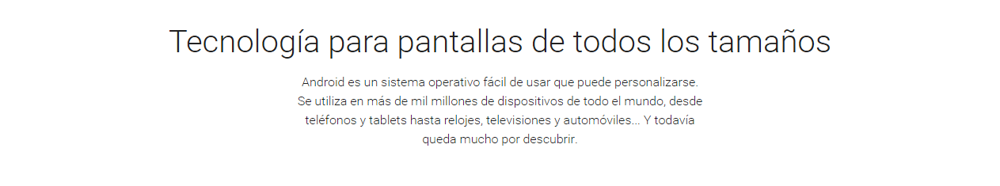 Tecnología para pantallas de todos los tamaños
Android es un sistema operativo fácil de usar que puede personalizarse.
Se utiliza en más de mil millones de dispositivos de todo el mundo, desde
teléfonos y tablets hasta relojes, televisiones y automóviles... Y todavía
queda mucho por descubrir.